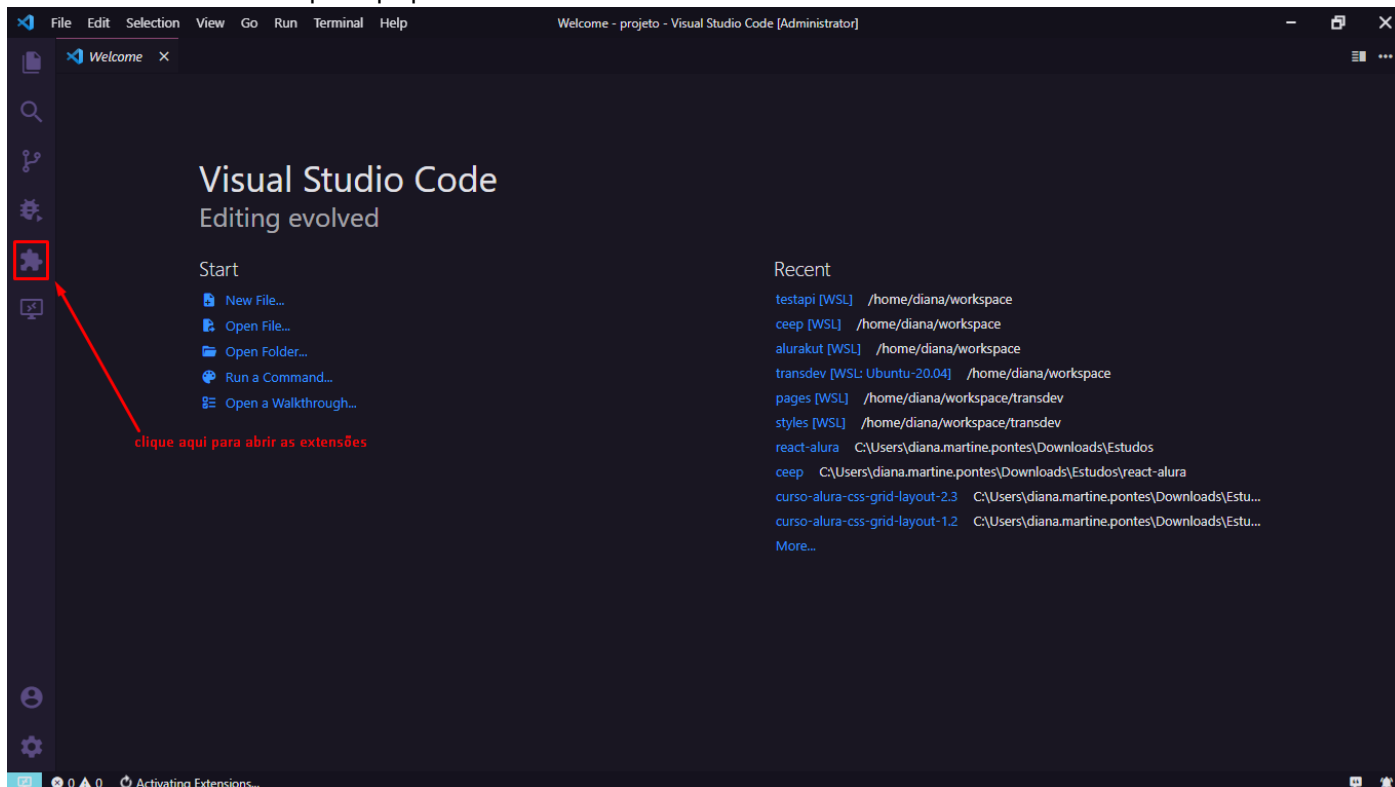 File Edit Selection View Go Run Terminal Help Welcome - projeto - Visual Studio Code [Administrator]
Welcome
Visual Studio Code
Editing evolved
Start
New File...
Open File...
Open Folder...
Run a Command...
Open a Walkthrough...
clique aqui para abrir as extensões
Recent
testapi [WSL] /home/diana/workspace
ceep [WSL] /home/diana/workspace
alurakut [WSL] /home/diana/workspace
transdev [WSL: Ubuntu-20.04] /home/diana/workspace
pages [WSL] /home/diana/workspace/transdev
styles [WSL] /home/diana/workspace/transdev
react-alura C:\Users\diana.martine.pontes\Downloads\Estudos
ceep C:\Users\diana.martine.pontes\Downloads\Estudos\react-alura
curso-alura-css-grid-layout-2.3 C:\Users\diana.martine.pontes\Downloads\Estu...
curso-alura-css-grid-layout-1.2 C:\Users\diana.martine.pontes\Downloads\Estu...
More...
0 0 Activating Extensions...